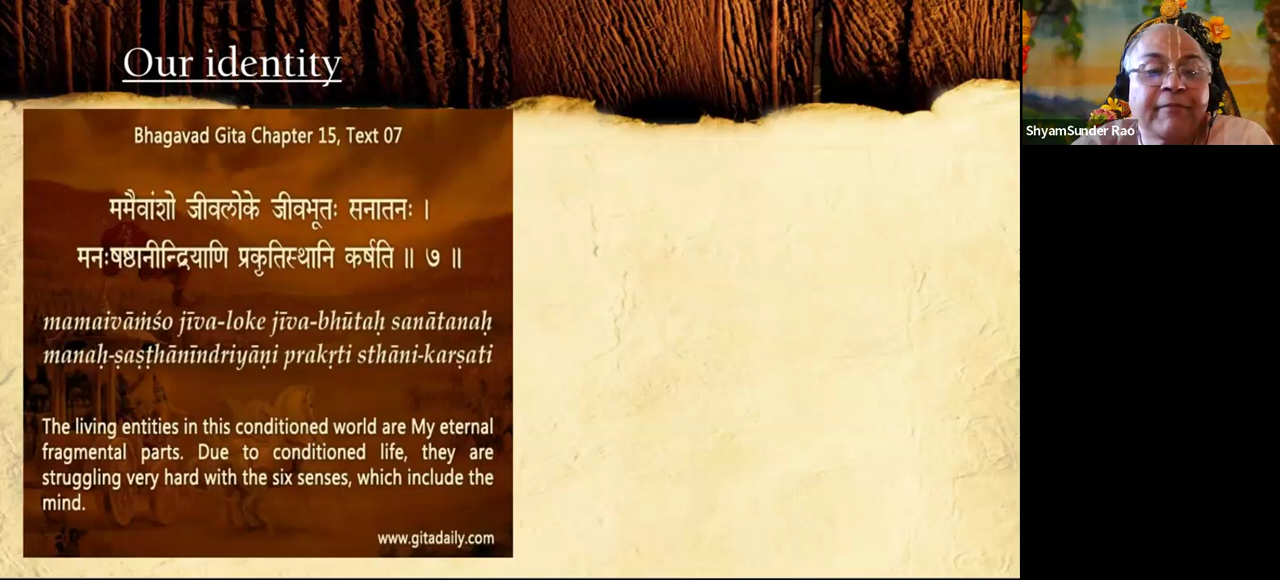 Our identity
Bhagavad Gita Chapter 15, Text 07
ममैवांशो जीवलोके जीवभूतः सनातनः ।
मनःषष्ठानीन्द्रियाणि प्रकृतिस्थानि कर्षति ॥ ७ ॥
mamaivāṁśo jīva-loke jīva-bhūtaḥ sanātanaḥ
manaḥ-ṣaṣṭhānīndriyāṇi prakṛti sthāni-karṣati
The living entities in this conditioned world are My eternal
fragmental parts. Due to conditioned life, they are
struggling very hard with the six senses, which include the
mind.
www.gitadaily.com
ShyamSunder Rao